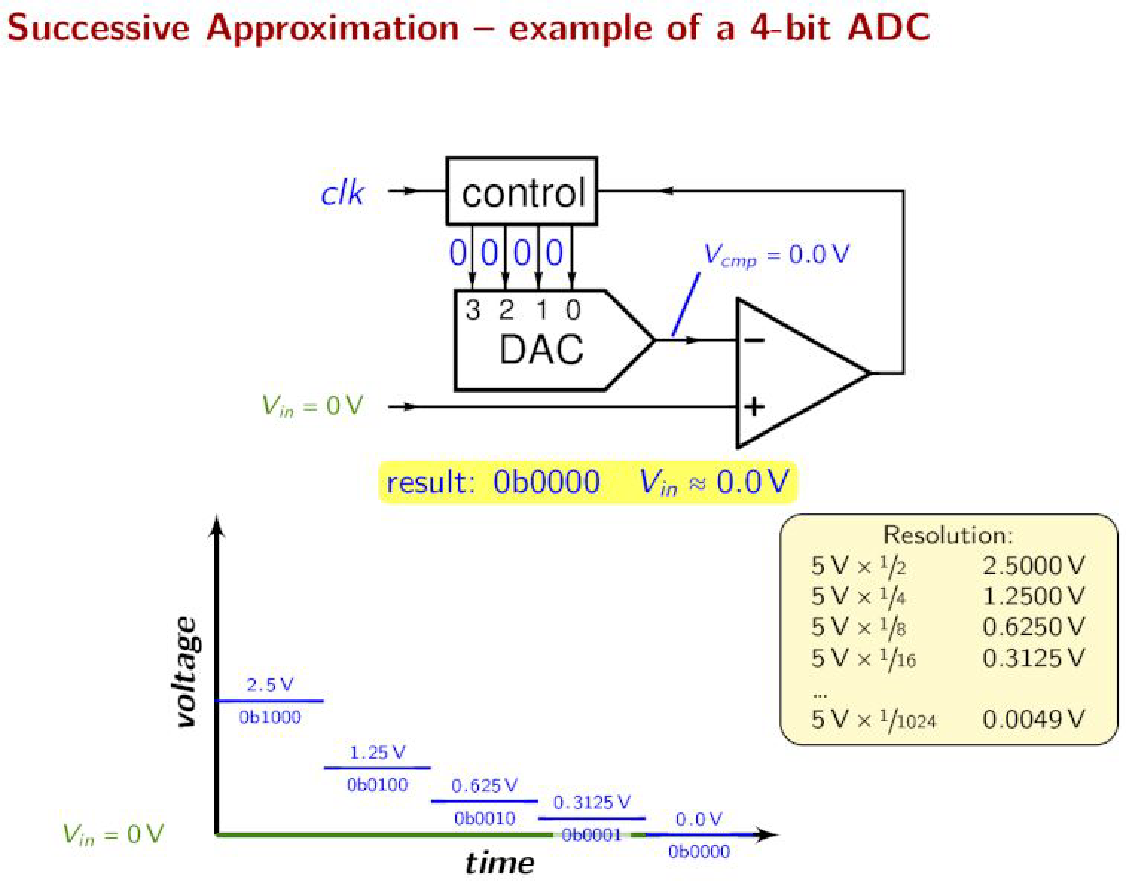 Successive Approximation – example of a 4-bit ADC
clk
control
0 0 0 0
V_cmp = 0.0 V
3 2 1 0
DAC
−
V_in = 0 V
+
result: 0b0000 V_in ≈ 0.0 V
Resolution:
5 V × 1/2 2.5000 V
5 V × 1/4 1.2500 V
5 V × 1/8 0.6250 V
5 V × 1/16 0.3125 V
...
5 V × 1/1024 0.0049 V
voltage
2.5 V
0b1000
1.25 V
0b0100
0.625 V
0b0010
0.3125 V
0b0001
0.0 V
0b0000
V_in = 0 V
time